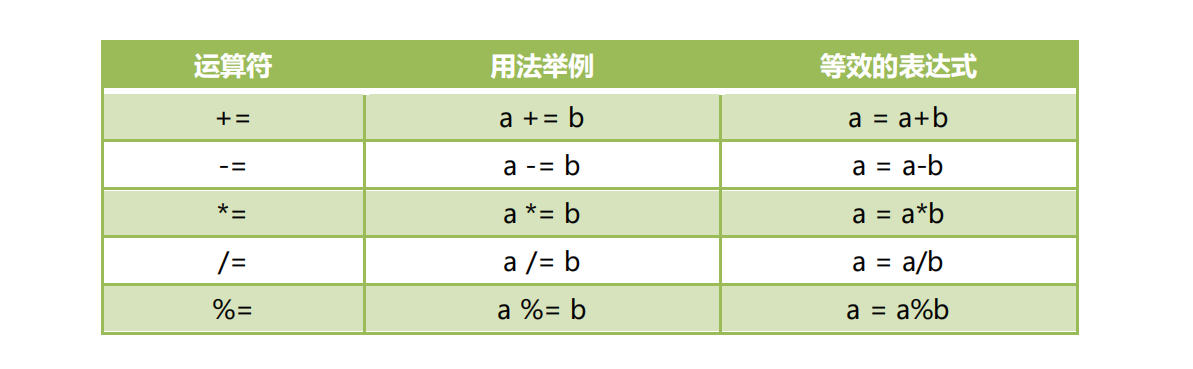 运算符 用法举例 等效的表达式
+= a += b a = a+b
-= a -= b a = a-b
*= a *= b a = a*b
/= a /= b a = a/b
%= a %= b a = a%b